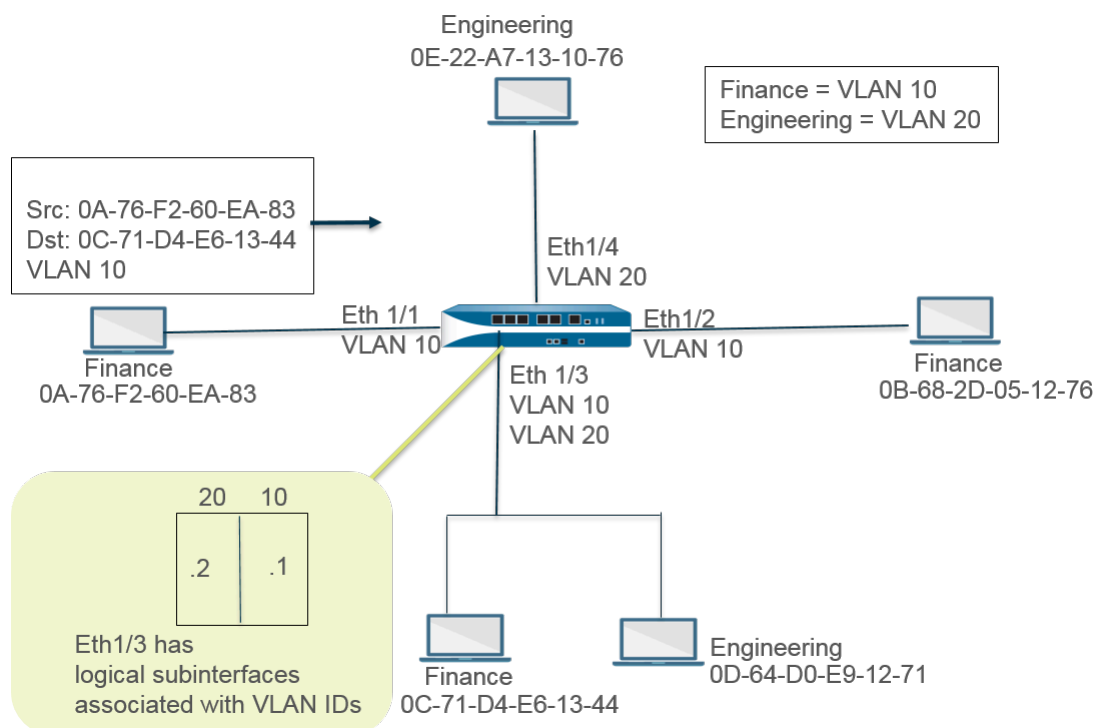 Engineering
0E-22-A7-13-10-76
Finance = VLAN 10
Engineering = VLAN 20
Src: 0A-76-F2-60-EA-83
Dst: 0C-71-D4-E6-13-44
VLAN 10
Eth1/4
VLAN 20
Eth 1/1
VLAN 10
Eth1/2
VLAN 10
Finance
0A-76-F2-60-EA-83
Finance
0B-68-2D-05-12-76
Eth 1/3
VLAN 10
VLAN 20
20 10
.2 .1
Eth1/3 has
logical subinterfaces
associated with VLAN IDs
Finance
0C-71-D4-E6-13-44
Engineering
0D-64-D0-E9-12-71